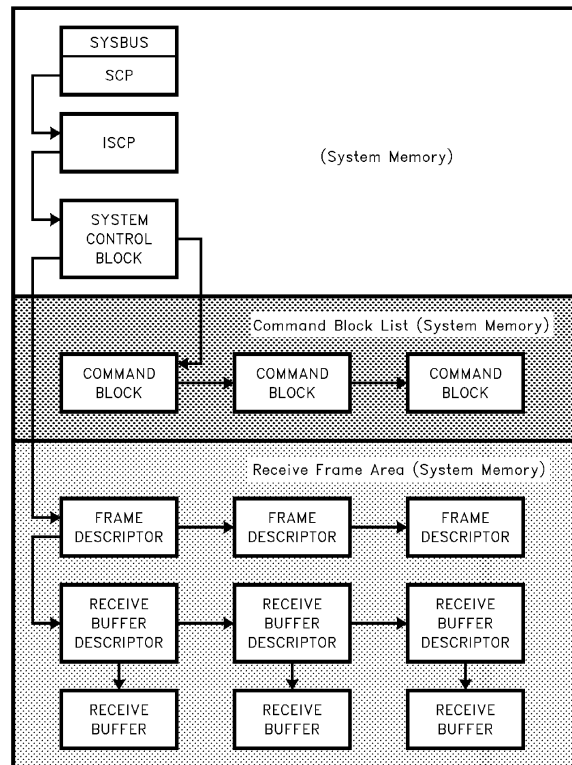 SYSBUS
SCP
ISCP
(System Memory)
SYSTEM
CONTROL
BLOCK
Command Block List (System Memory)
COMMAND
BLOCK
COMMAND
BLOCK
COMMAND
BLOCK
Receive Frame Area (System Memory)
FRAME
DESCRIPTOR
FRAME
DESCRIPTOR
FRAME
DESCRIPTOR
RECEIVE
BUFFER
DESCRIPTOR
RECEIVE
BUFFER
DESCRIPTOR
RECEIVE
BUFFER
DESCRIPTOR
RECEIVE
BUFFER
RECEIVE
BUFFER
RECEIVE
BUFFER